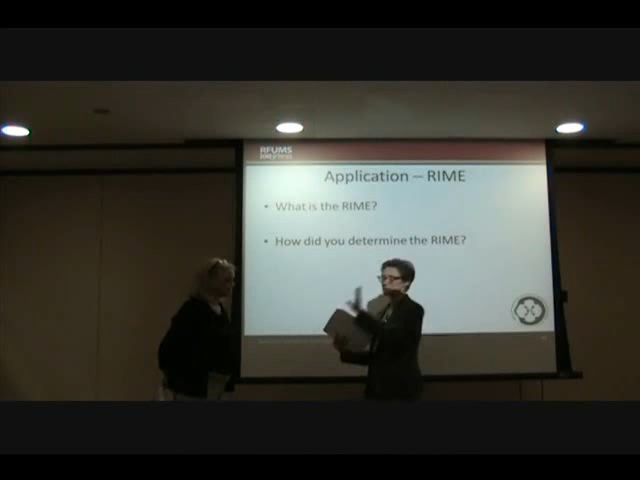 RFUMS
Application – RIME
• What is the RIME?
• How did you determine the RIME?